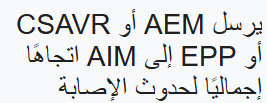 يرسل AEM أو CSAVR
أو EPP إلى AIM اتجاهًا
إجماليًا لحدوث الإصابة